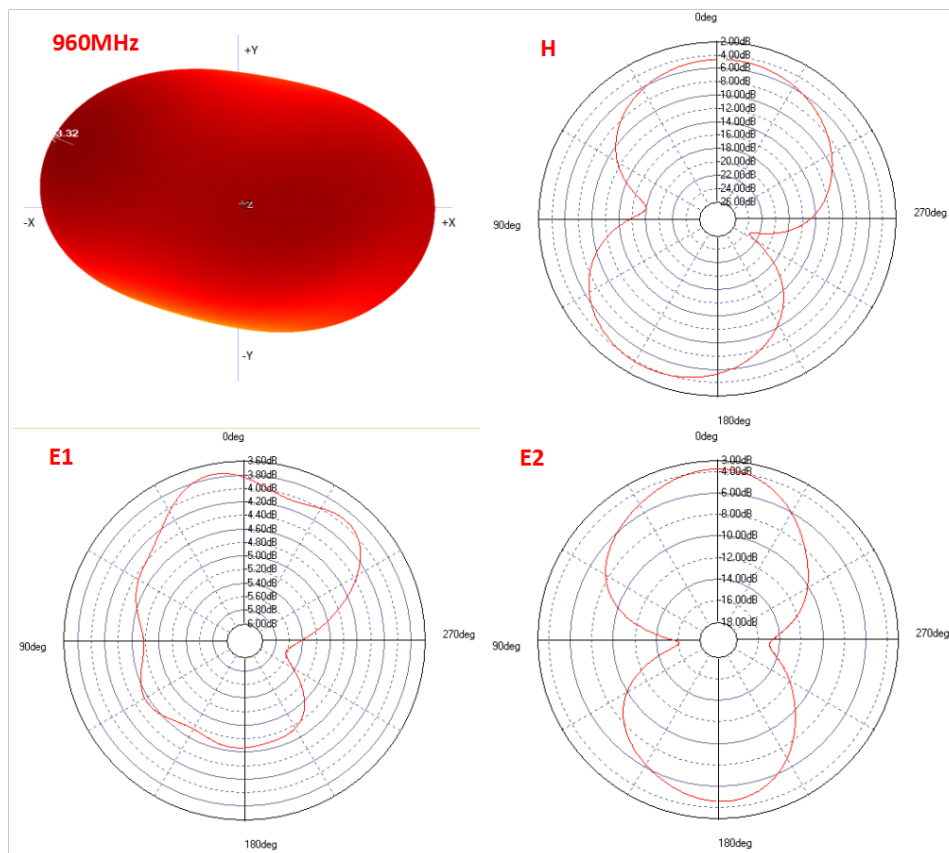 960MHz
+Y
3.32
+Z
-X
+X
-Y
H
0deg
2.00dB
4.00dB
6.00dB
8.00dB
10.00dB
12.00dB
14.00dB
16.00dB
18.00dB
20.00dB
22.00dB
24.00dB
26.00dB
90deg
270deg
180deg
E1
0deg
3.60dB
3.80dB
4.00dB
4.20dB
4.40dB
4.60dB
4.80dB
5.00dB
5.20dB
5.40dB
5.60dB
5.80dB
6.00dB
90deg
270deg
180deg
E2
0deg
3.00dB
4.00dB
6.00dB
8.00dB
10.00dB
12.00dB
14.00dB
16.00dB
18.00dB
90deg
270deg
180deg